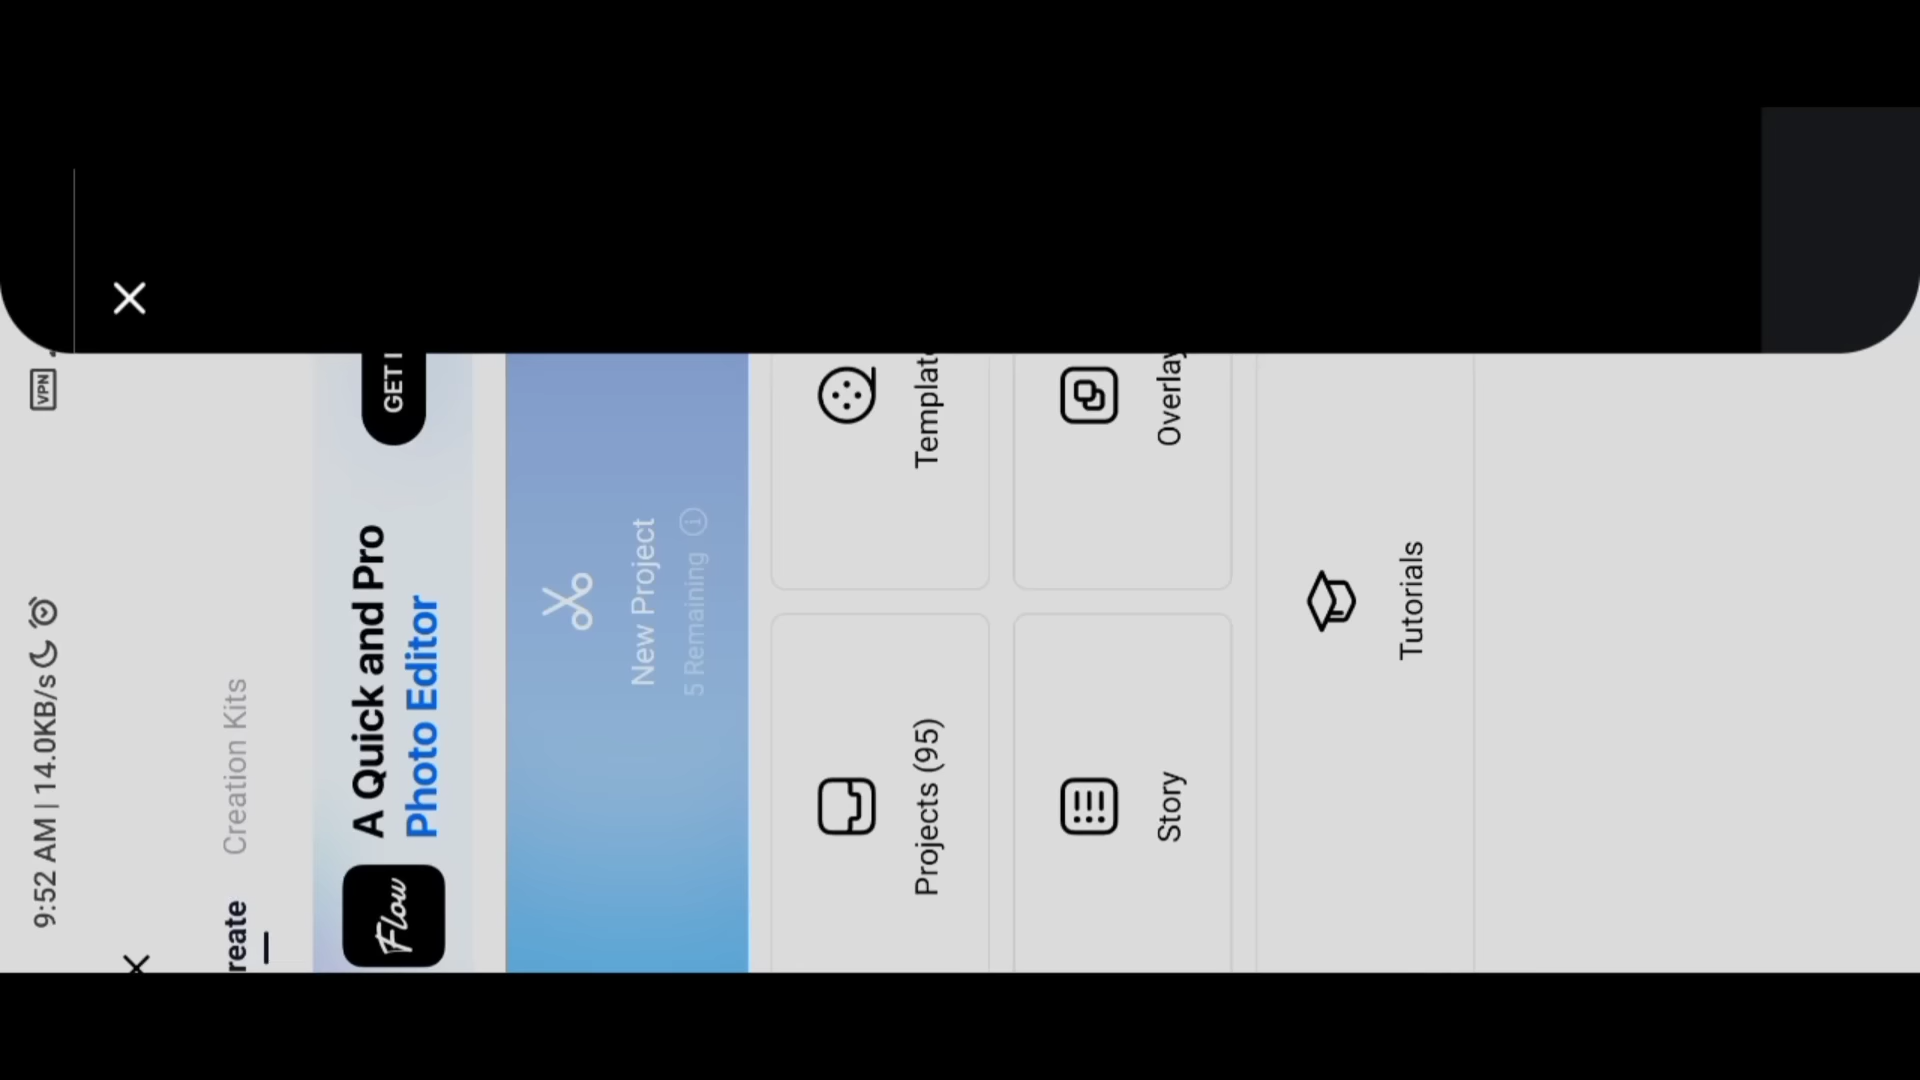 9:52 AM | 14.0KB/s
VPN
reate
Creation Kits
Flow
A Quick and Pro
Photo Editor
GET
New Project
5 Remaining
Projects (95)
Templat
Story
Overlay
Tutorials